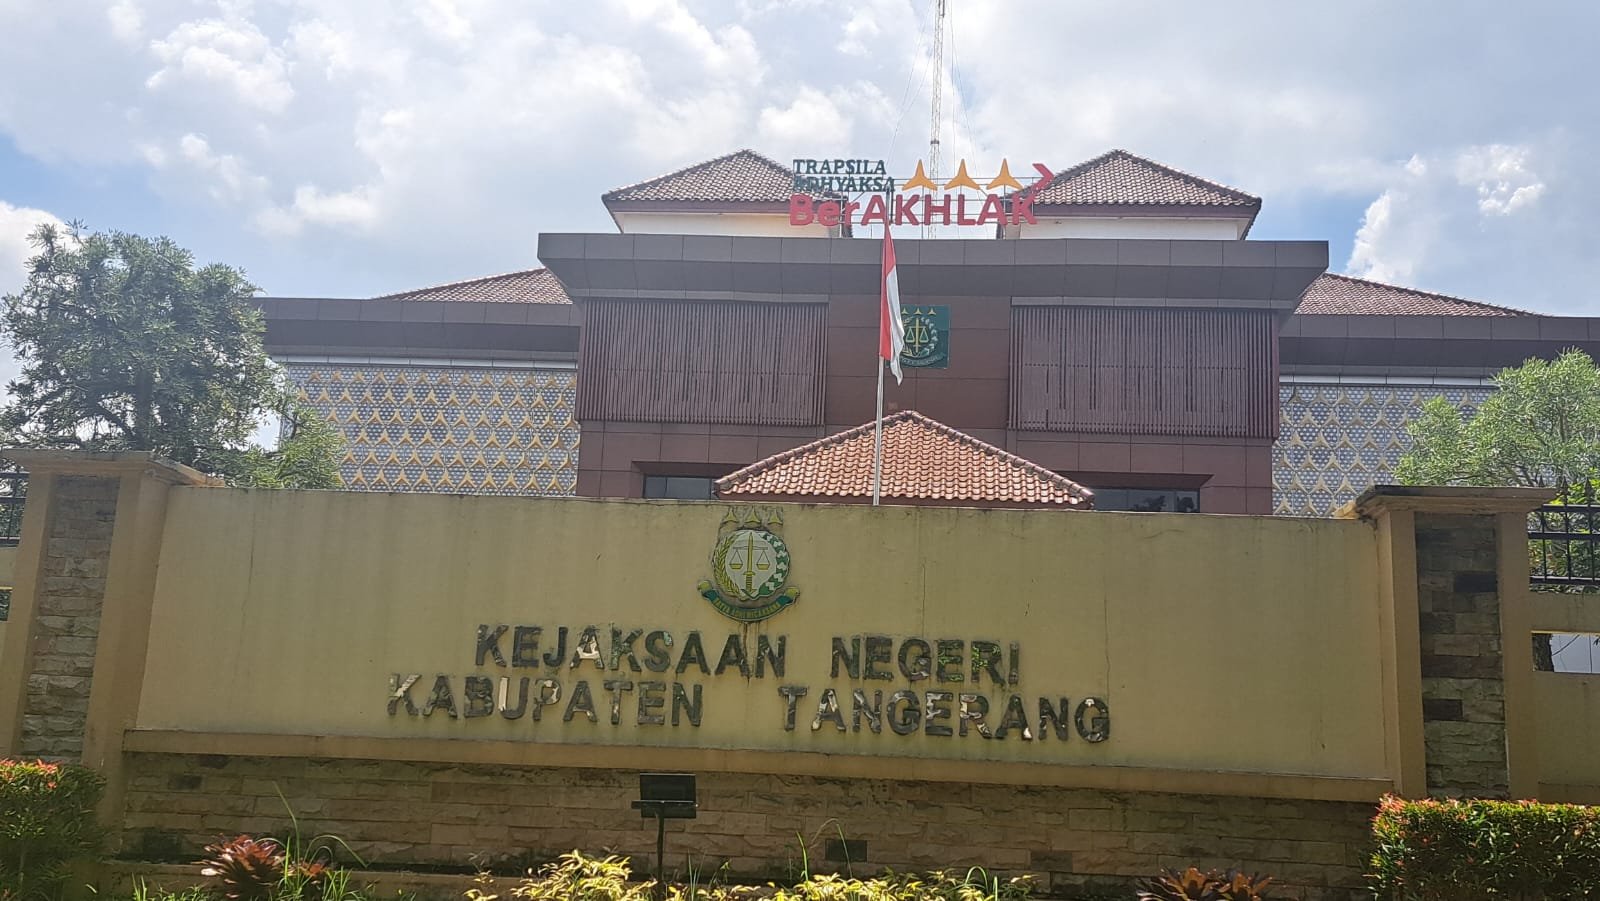 TRAPSILA
ADHYAKSA
BerAKHLAK
KEJAKSAAN NEGERI
KABUPATEN TANGERANG